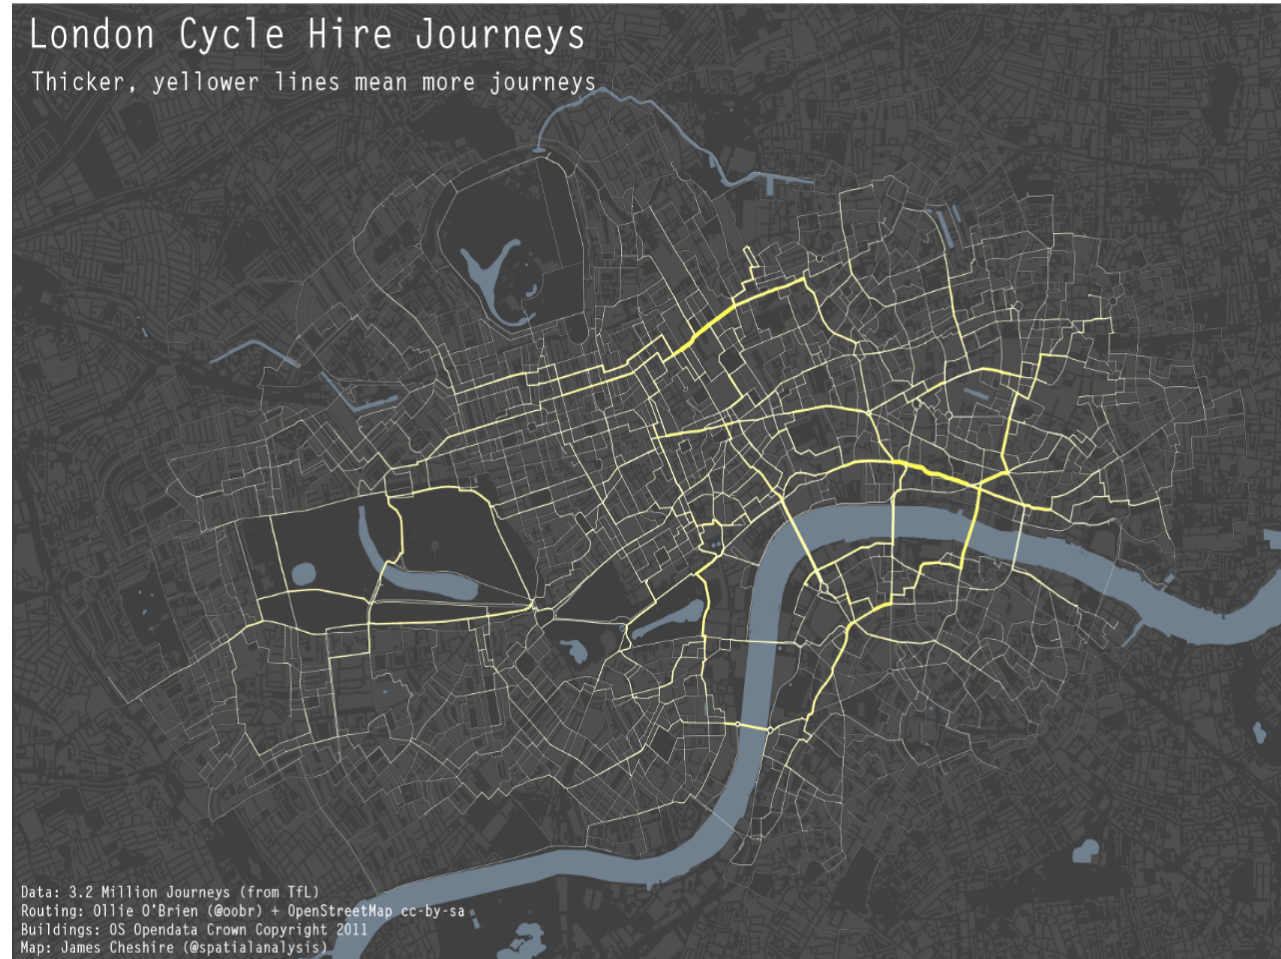 London Cycle Hire Journeys
Thicker, yellower lines mean more journeys
Data: 3.2 Million Journeys (from TfL)
Routing: Ollie O'Brien (@oobr) + OpenStreetMap cc-by-sa
Buildings: OS Opendata Crown Copyright 2011
Map: James Cheshire (@spatialanalysis)